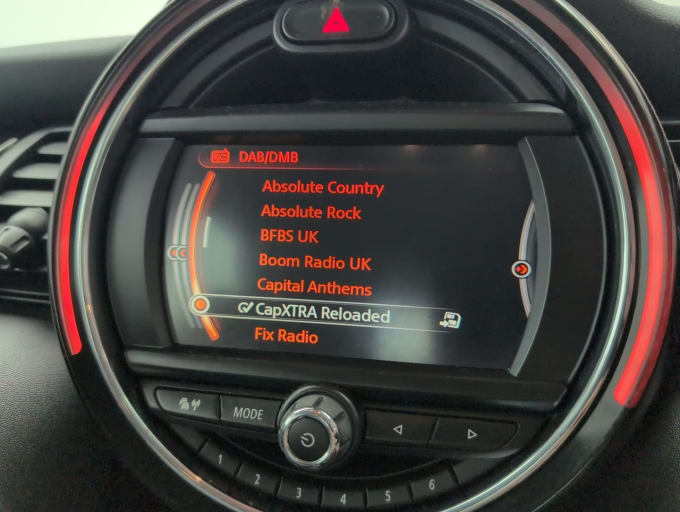 DAB/DMB
Absolute Country
Absolute Rock
BFBS UK
Boom Radio UK
Capital Anthems
CapXTRA Reloaded
Fix Radio
MODE
1 2 3 4 5 6